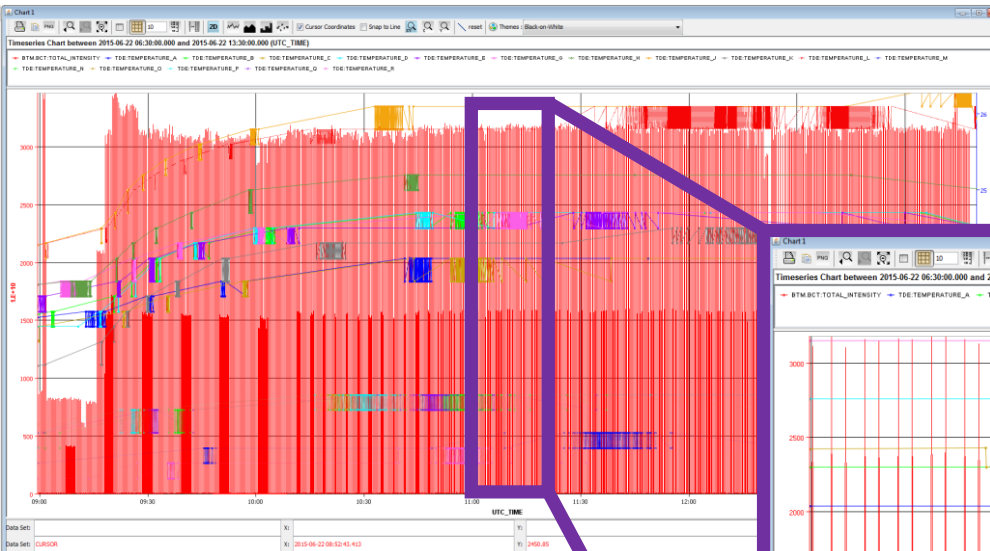 Chart 1
PNG 10 2D Cursor Coordinates Snap to Line reset Themes : Black-on-White
Timeseries Chart between 2015-06-22 06:30:00.000 and 2015-06-22 13:30:00.000 (UTC_TIME)
BTM.BCT:TOTAL_INTENSITY TDE:TEMPERATURE_A TDE:TEMPERATURE_B TDE:TEMPERATURE_C TDE:TEMPERATURE_D TDE:TEMPERATURE_E TDE:TEMPERATURE_G TDE:TEMPERATURE_H TDE:TEMPERATURE_J TDE:TEMPERATURE_K TDE:TEMPERATURE_L TDE:TEMPERATURE_M
TDE:TEMPERATURE_N TDE:TEMPERATURE_O TDE:TEMPERATURE_P TDE:TEMPERATURE_Q TDE:TEMPERATURE_R
26
3000
25
2500
2000
1.E+10
1500
1000
500
0
09:00 09:30 10:00 10:30 11:00 11:30 12:00
UTC_TIME
Data Set: X: Y:
Data Set: CURSOR X: 2015-06-22 08:52:43.413 Y: 2450.85
Chart 1
PNG 10
Timeseries Chart between 2015-06-22 06:30:00.000 and 2
BTM.BCT:TOTAL_INTENSITY TDE:TEMPERATURE_A
3000
2500
2000